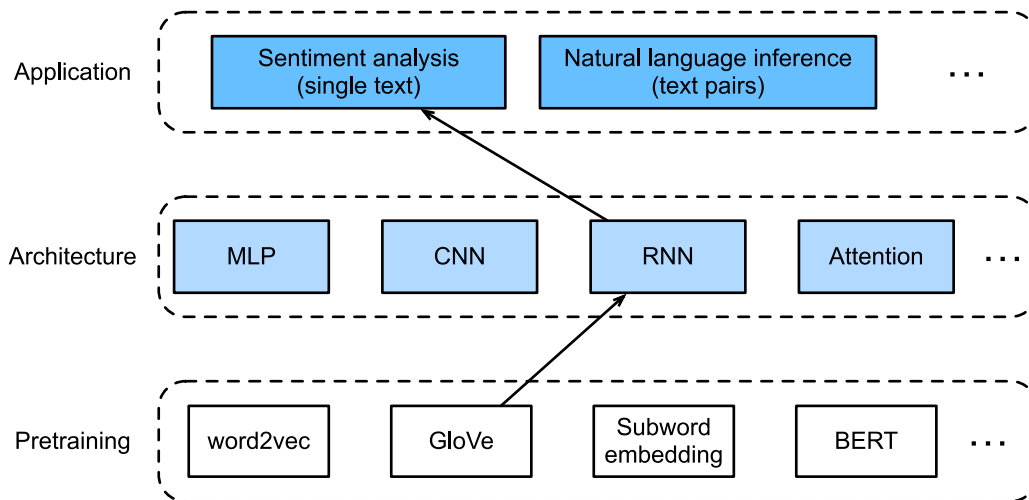 Application
Sentiment analysis
(single text)
Natural language inference
(text pairs)
...
Architecture
MLP
CNN
RNN
Attention
...
Pretraining
word2vec
GloVe
Subword
embedding
BERT
...